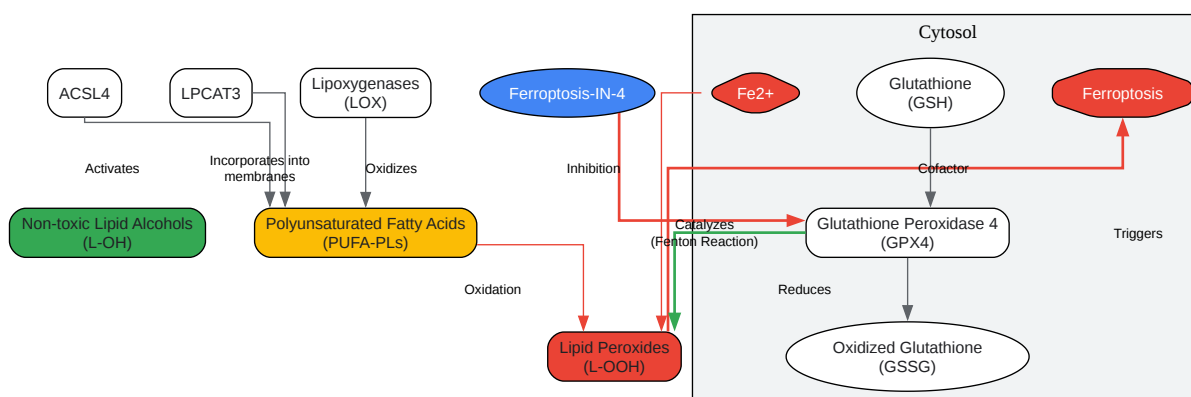 Cytosol
ACSL4
LPCAT3
Lipoxygenases
(LOX)
Ferroptosis-IN-4
Fe2+
Glutathione
(GSH)
Ferroptosis
Activates
Incorporates into
membranes
Oxidizes
Inhibition
Cofactor
Non-toxic Lipid Alcohols
(L-OH)
Polyunsaturated Fatty Acids
(PUFA-PLs)
Catalyzes
(Fenton Reaction)
Glutathione Peroxidase 4
(GPX4)
Triggers
Oxidation
Reduces
Lipid Peroxides
(L-OOH)
Oxidized Glutathione
(GSSG)